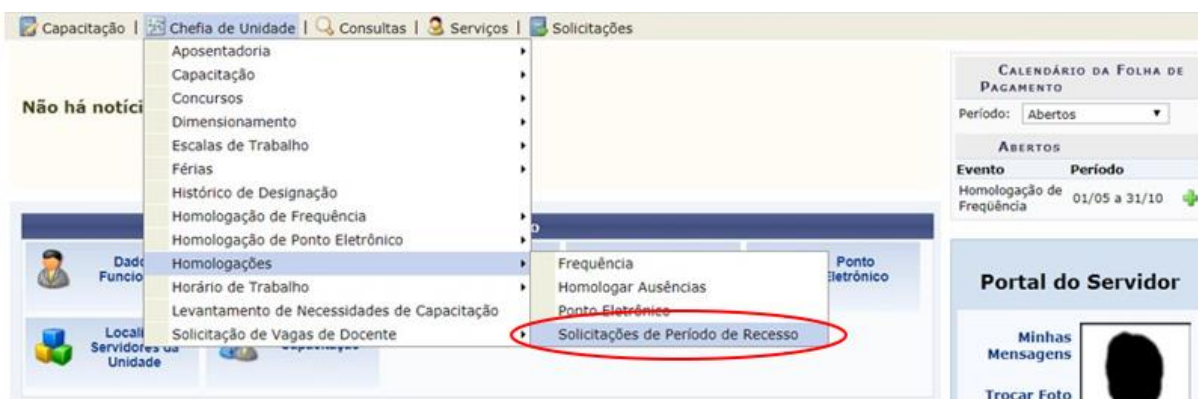 Capacitação | Chefia de Unidade | Consultas | Serviços | Solicitações
Não há notíci
Aposentadoria
Capacitação
Concursos
Dimensionamento
Escalas de Trabalho
Férias
Histórico de Designação
Homologação de Frequência
Homologação de Ponto Eletrônico
Homologações
Horário de Trabalho
Levantamento de Necessidades de Capacitação
Solicitação de Vagas de Docente
Frequência
Homologar Ausências
Ponto Eletrônico
Solicitações de Período de Recesso
Dado
Funcio
Ponto
Eletrônico
Locali
Servidores da
Unidade
Capacitação
Calendário da Folha de
Pagamento
Período: Abertos
Abertos
Evento Período
Homologação de
Freqüência 01/05 a 31/10
Portal do Servidor
Minhas
Mensagens
Trocar Foto